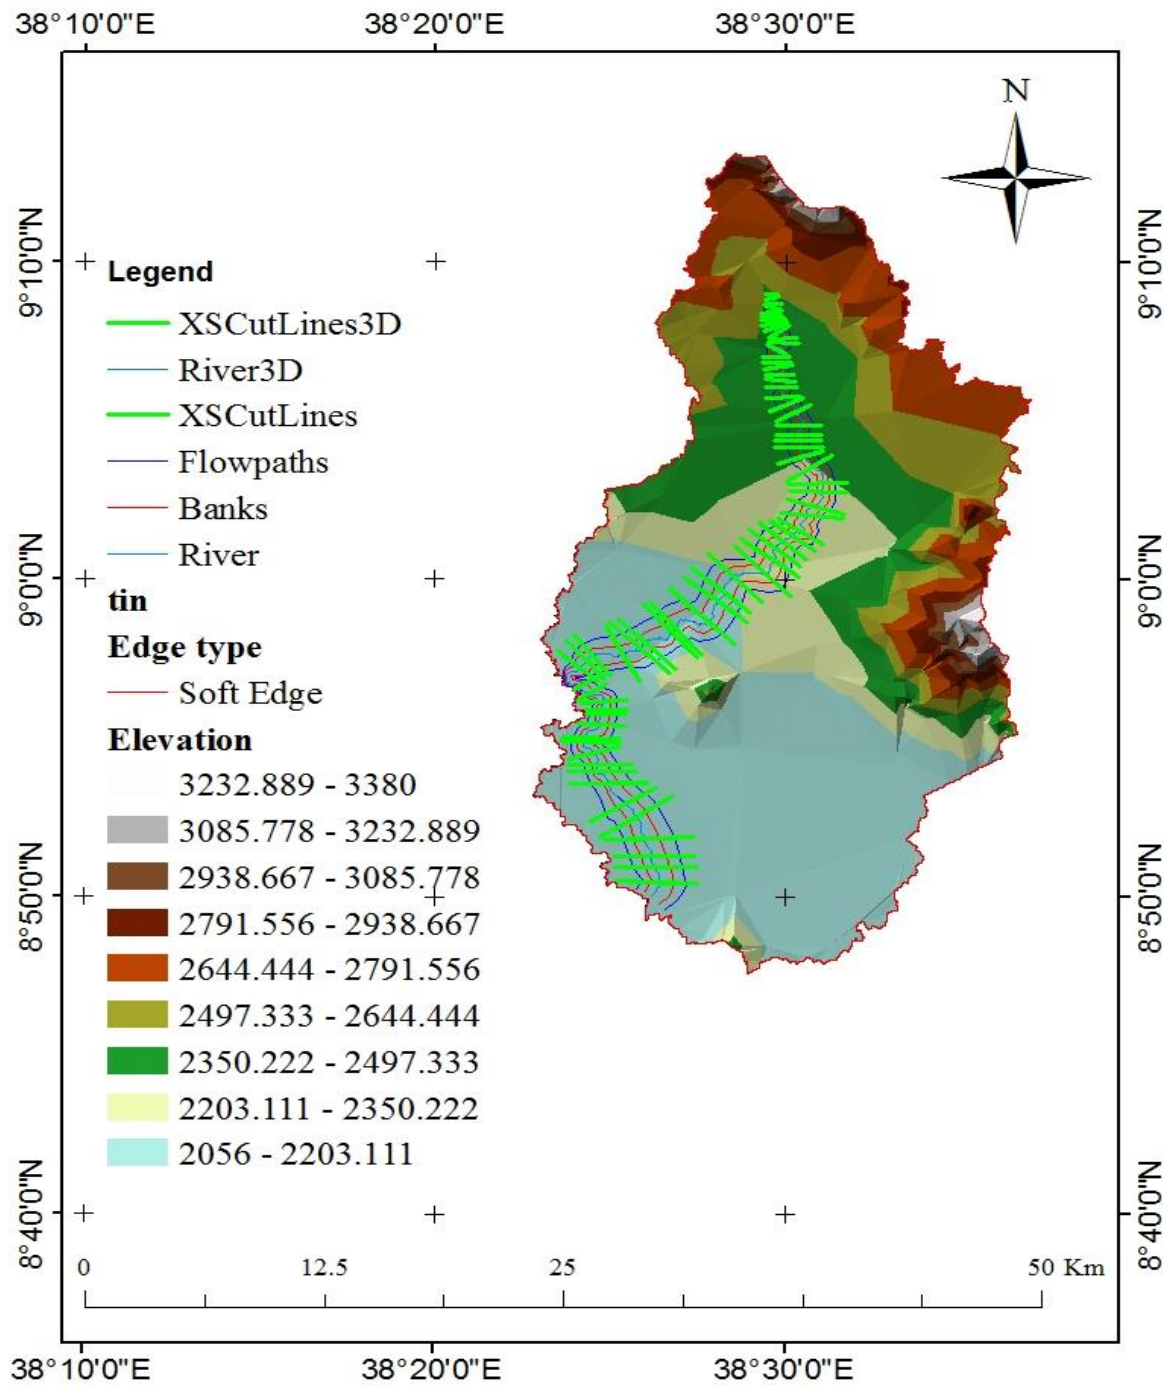 38°10'0"E 38°20'0"E 38°30'0"E
N
9°10'0"N 9°10'0"N
Legend
XSCutLines3D
River3D
XSCutLines
Flowpaths
Banks
River
9°0'0"N 9°0'0"N
tin
Edge type
Soft Edge
Elevation
3232.889 - 3380
3085.778 - 3232.889
2938.667 - 3085.778
8°50'0"N 8°50'0"N
2791.556 - 2938.667
2644.444 - 2791.556
2497.333 - 2644.444
2350.222 - 2497.333
2203.111 - 2350.222
2056 - 2203.111
8°40'0"N 8°40'0"N
0 12.5 25 50 Km
38°10'0"E 38°20'0"E 38°30'0"E